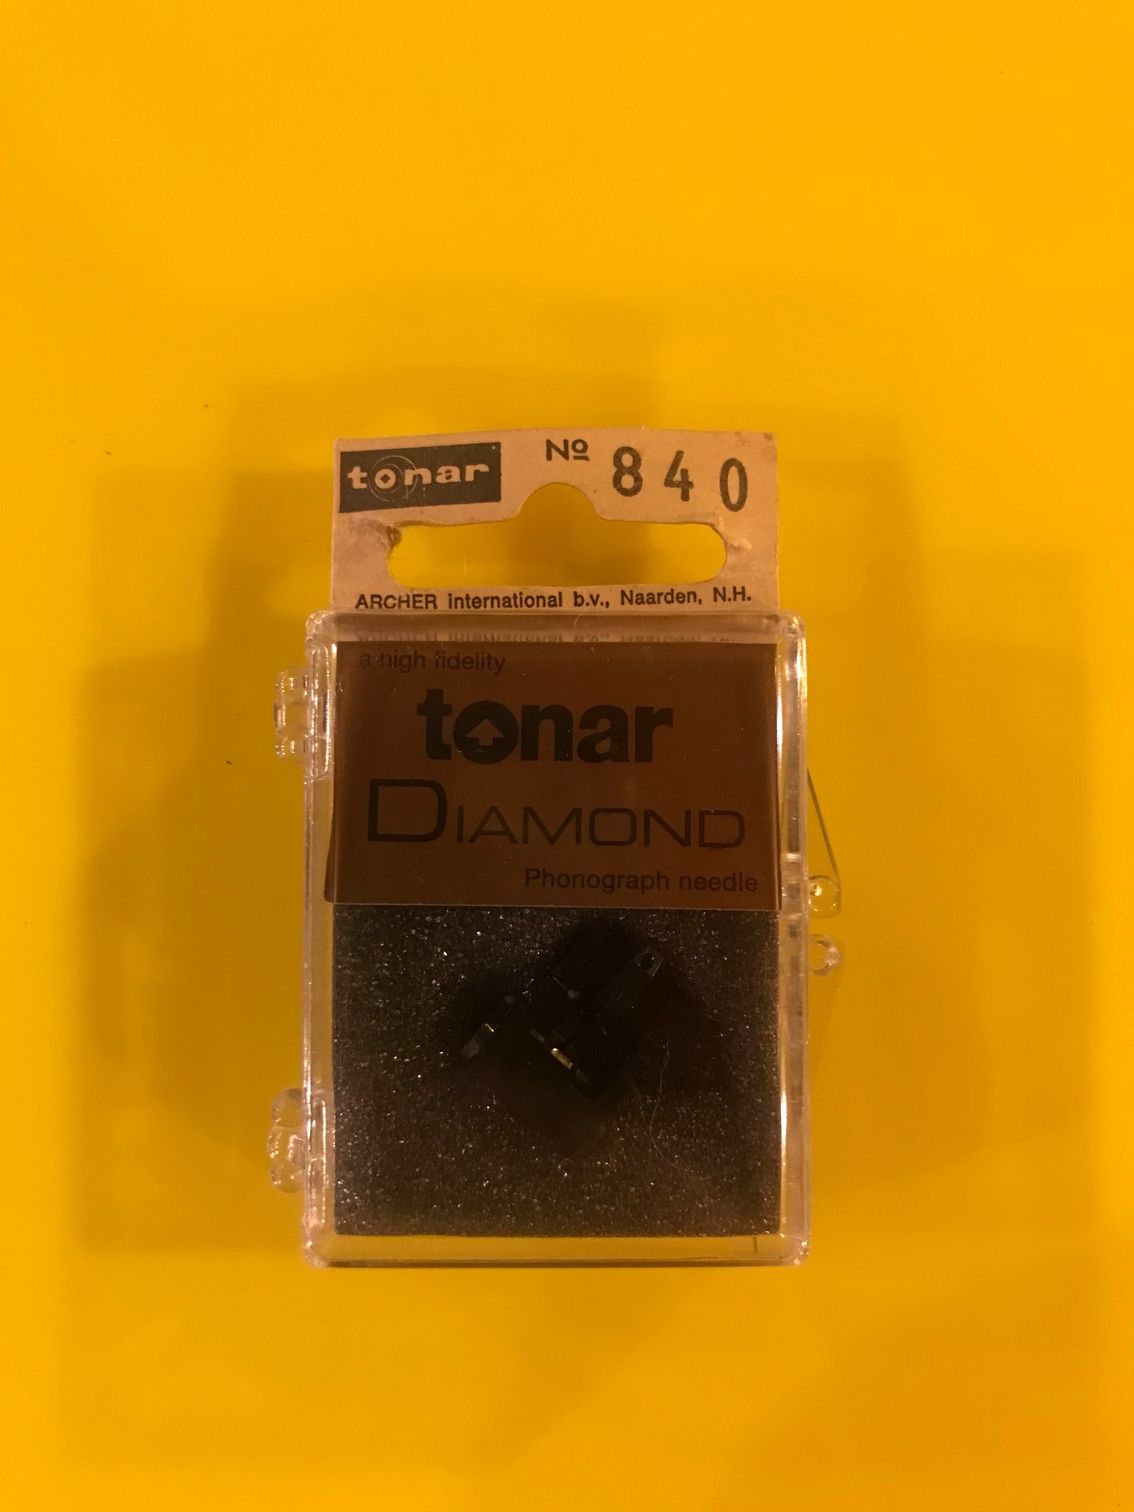 tonar
Nº 840
ARCHER international b.v., Naarden, N.H.
a high fidelity
tonar
DIAMOND
Phonograph needle